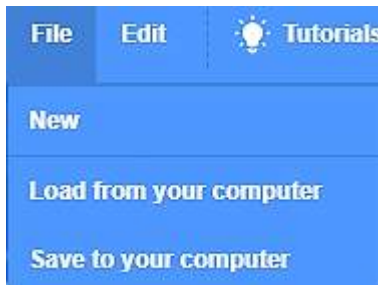 File Edit Tutorials
New
Load from your computer
Save to your computer